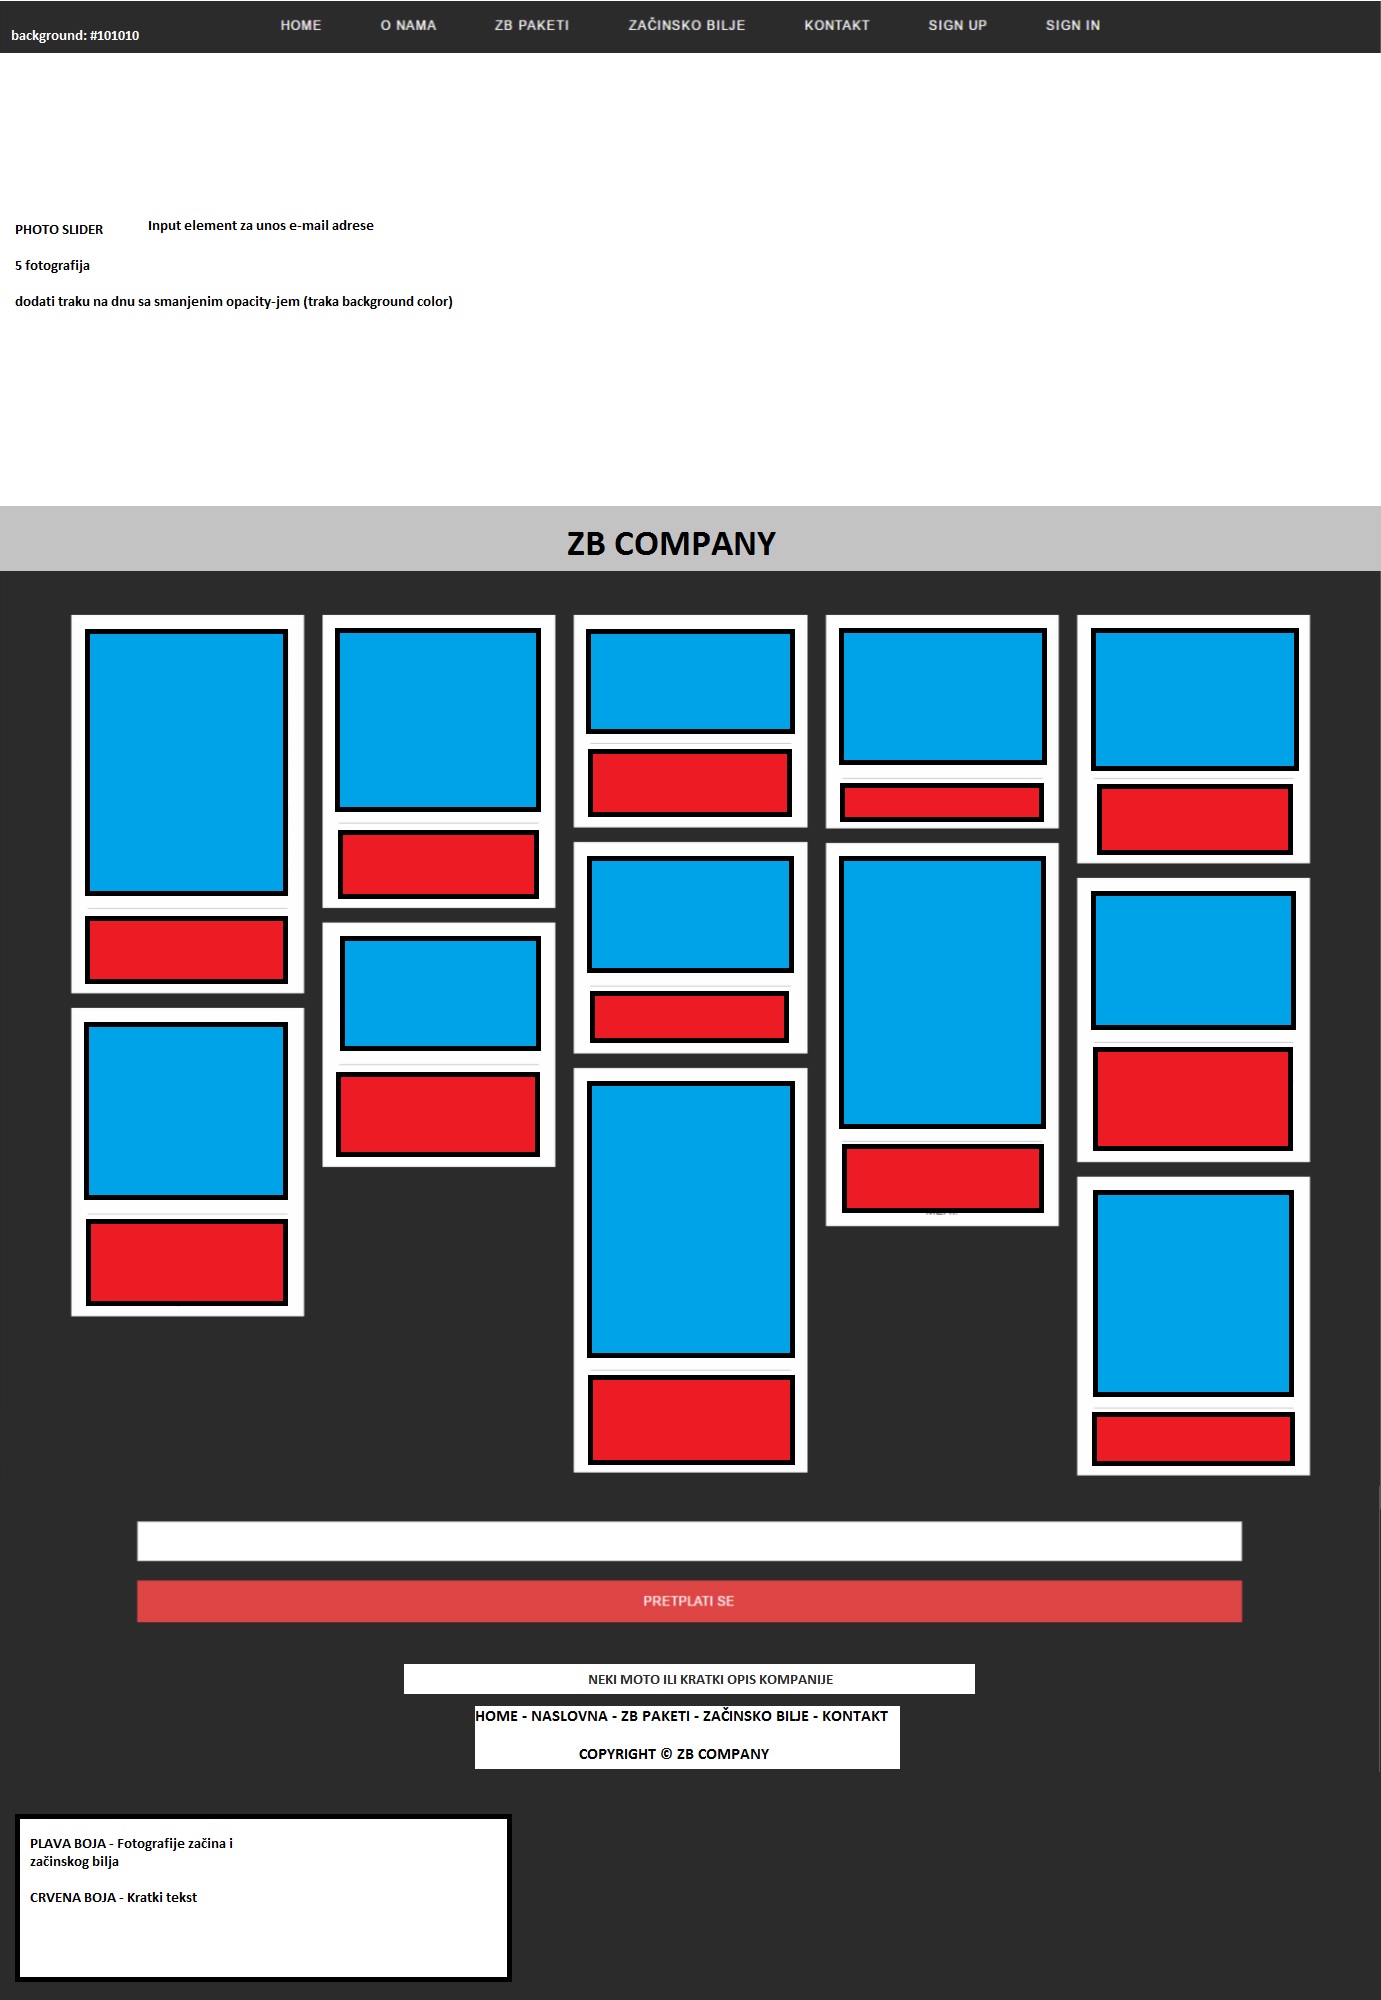 HOME O NAMA ZB PAKETI ZAČINSKO BILJE KONTAKT SIGN UP SIGN IN
background: #101010
PHOTO SLIDER Input element za unos e-mail adrese
5 fotografija
dodati traku na dnu sa smanjenim opacity-jem (traka background color)
ZB COMPANY
PRETPLATI SE
NEKI MOTO ILI KRATKI OPIS KOMPANIJE
HOME - NASLOVNA - ZB PAKETI - ZAČINSKO BILJE - KONTAKT
COPYRIGHT © ZB COMPANY
PLAVA BOJA - Fotografije začina i
začinskog bilja
CRVENA BOJA - Kratki tekst